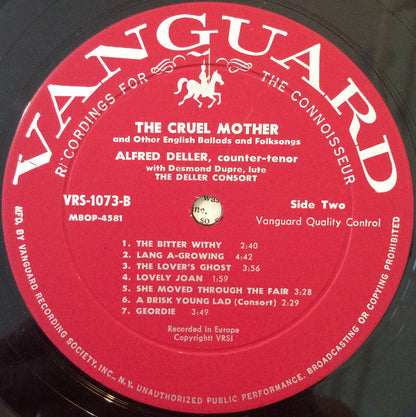 VANGUARD
RECORDINGS FOR THE CONNOISSEUR
THE CRUEL MOTHER
and Other English Ballads and Folksongs
ALFRED DELLER, counter-tenor
with Desmond Dupre, lute
THE DELLER CONSORT
VRS-1073-B
M8OP-4581
Side Two
Vanguard Quality Control
was
ne,
so
1. THE BITTER WITHY 2:40
2. LANG A-GROWING 4:42
3. THE LOVER'S GHOST 3:56
4. LOVELY JOAN 1:59
5. SHE MOVED THROUGH THE FAIR 3:28
6. A BRISK YOUNG LAD (Consort) 2:29
7. GEORDIE 3:49
Recorded in Europe
Copyright VRSI
MFD. BY VANGUARD RECORDING SOCIETY, INC., N.Y. UNAUTHORIZED PUBLIC PERFORMANCE, BROADCASTING OR COPYING PROHIBITED